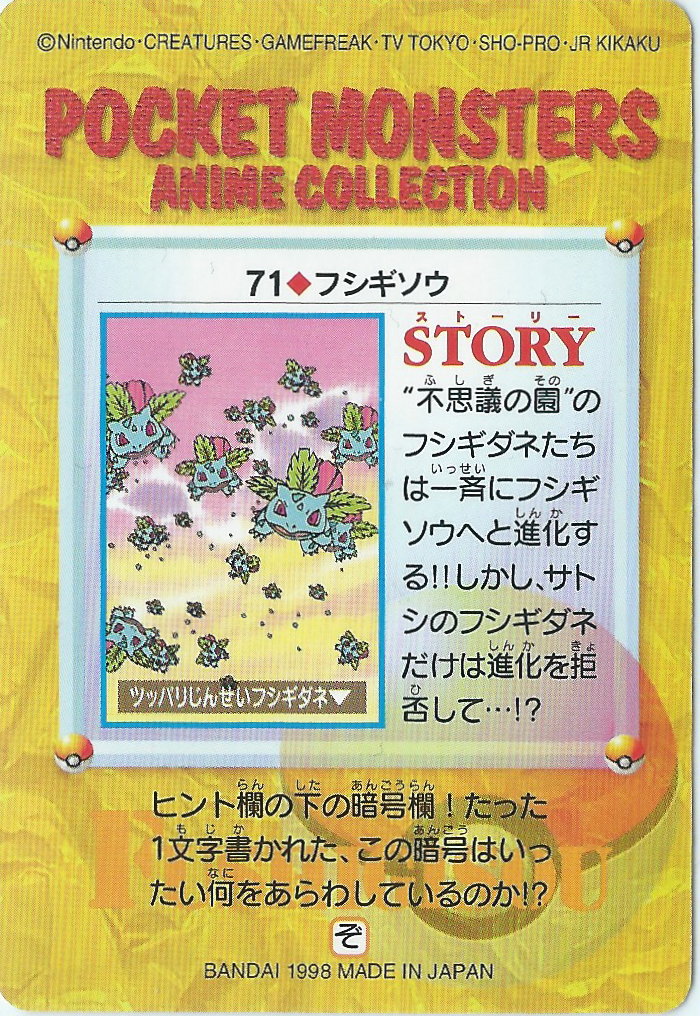 ©Nintendo・CREATURES・GAMEFREAK・TV TOKYO・SHO-PRO・JR KIKAKU
POCKET MONSTERS
ANIME COLLECTION
71◆フシギソウ
ストーリー
STORY
ふしぎ その
“不思議の園”の
フシギダネたち
いっせい
は一斉にフシギ
しんか
ソウへと進化す
る!!しかし、サト
シのフシギダネ
しんか きょ
だけは進化を拒
ひ
否して…!?
ツッパリじんせいフシギダネ▼
らん した あんごうらん
ヒント欄の下の暗号欄！たった
もじか あんごう
1文字書かれた、この暗号はいっ
なに
たい何をあらわしているのか!?
ぞ
BANDAI 1998 MADE IN JAPAN